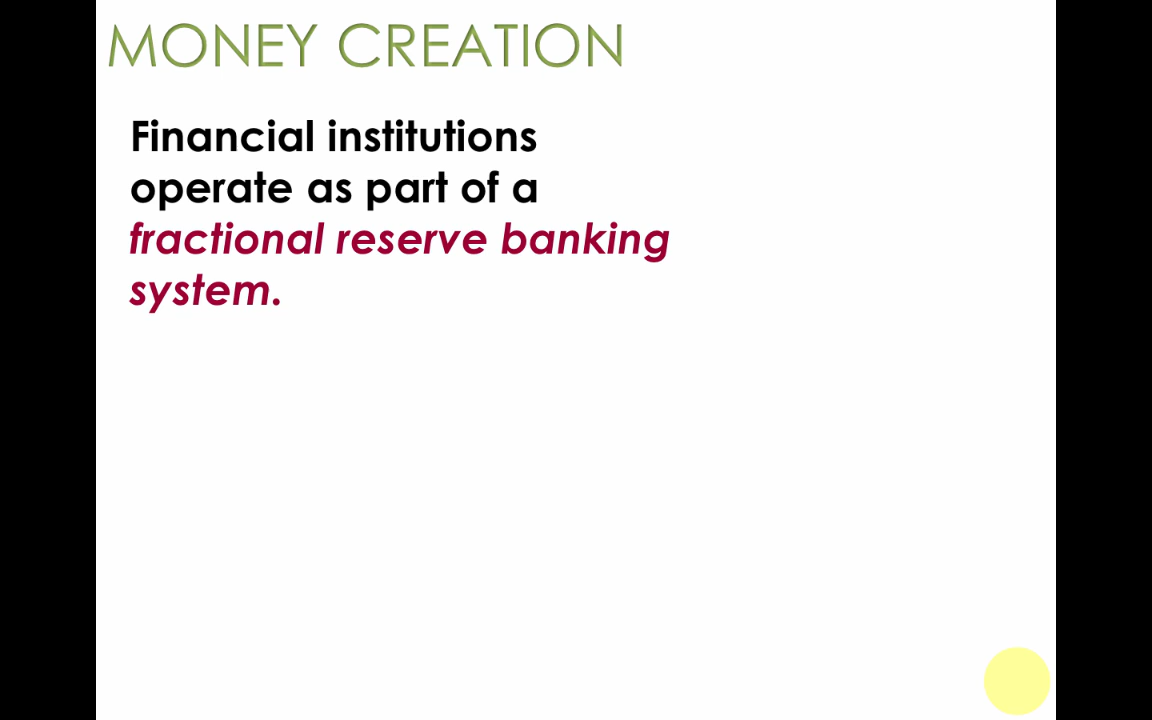 MONEY CREATION
Financial institutions
operate as part of a
fractional reserve banking
system.